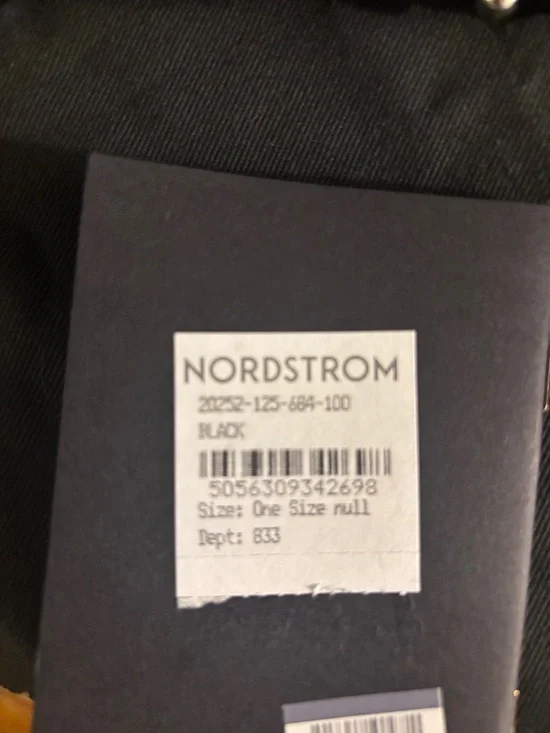 NORDSTROM
20252-125-684-100
BLACK
5056309342698
Size: One Size null
Dept: 833